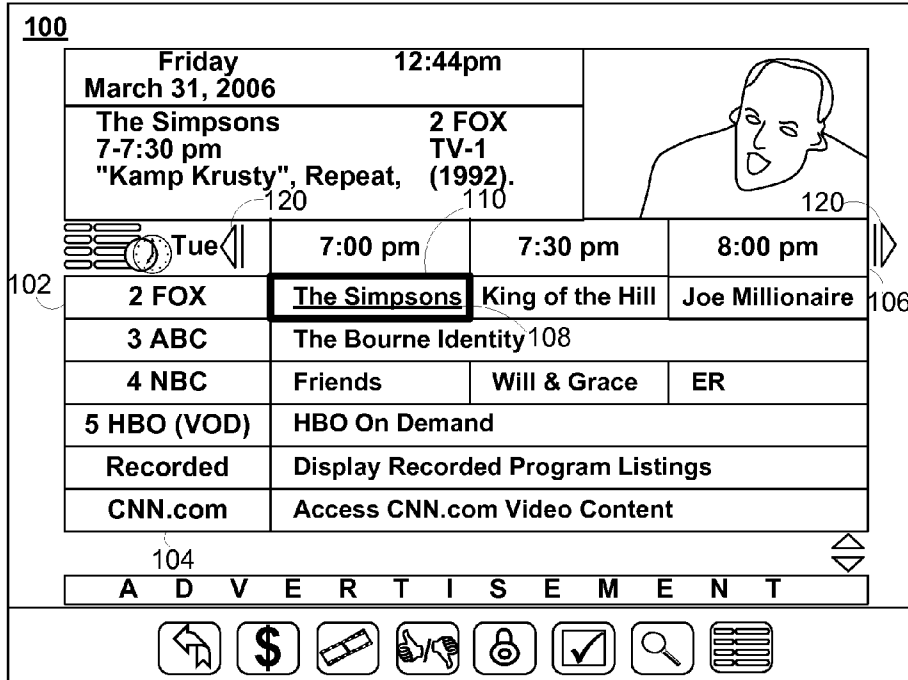 100
Friday 12:44pm
March 31, 2006
The Simpsons 2 FOX
7-7:30 pm TV-1
"Kamp Krusty", Repeat, (1992).
120 110 120
Tue 7:00 pm 7:30 pm 8:00 pm
102 2 FOX The Simpsons King of the Hill Joe Millionaire 106
3 ABC The Bourne Identity 108
4 NBC Friends Will & Grace ER
5 HBO (VOD) HBO On Demand
Recorded Display Recorded Program Listings
CNN.com Access CNN.com Video Content
104
A D V E R T I S E M E N T
$